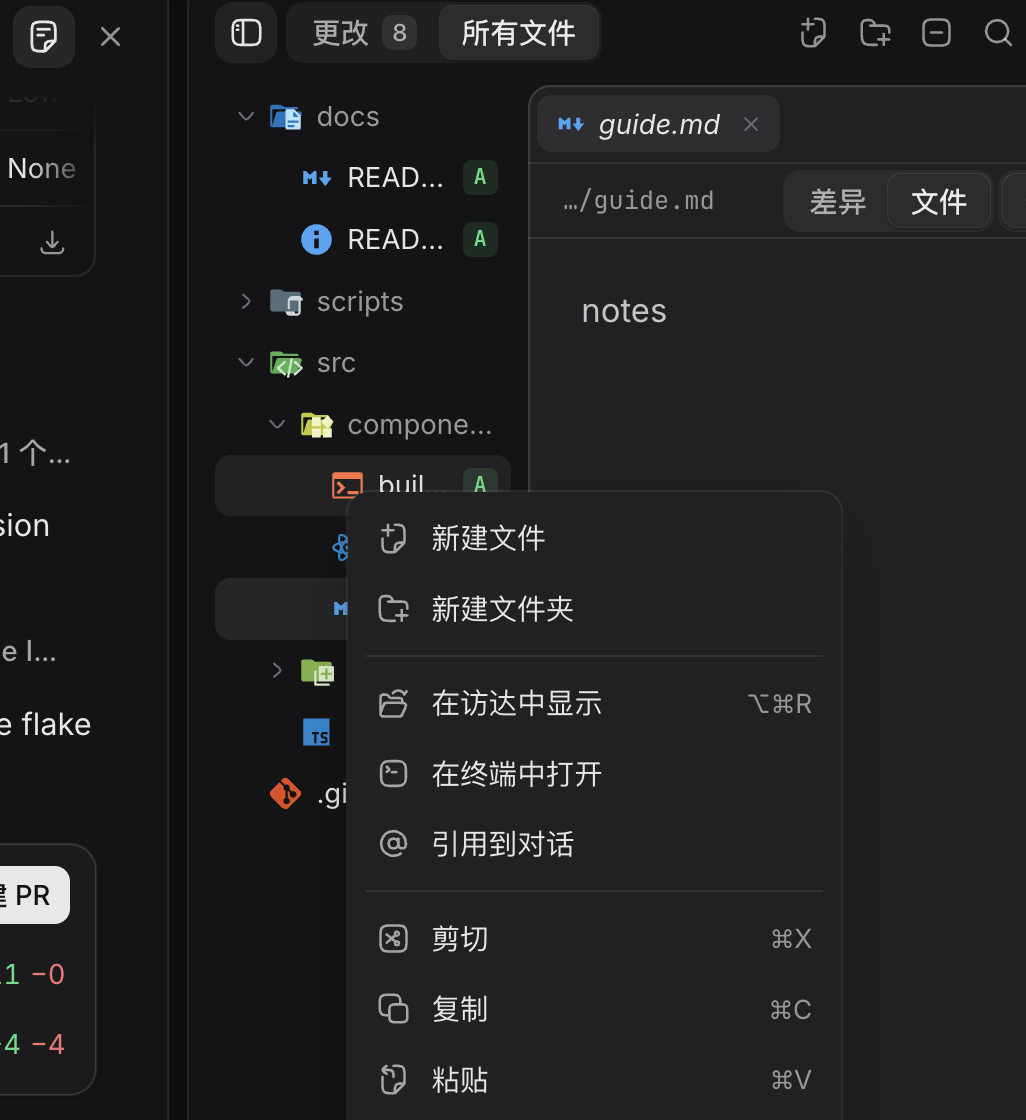 None
1 个...
sion
e l...
e flake
PR
1 −0
4 −4
更改 8
所有文件
docs
READ... A
READ... A
scripts
src
compone...
buil... A
TS
.gi
guide.md
.../guide.md
差异
文件
notes
新建文件
新建文件夹
在访达中显示 ⌥⌘R
在终端中打开
引用到对话
剪切 ⌘X
复制 ⌘C
粘贴 ⌘V